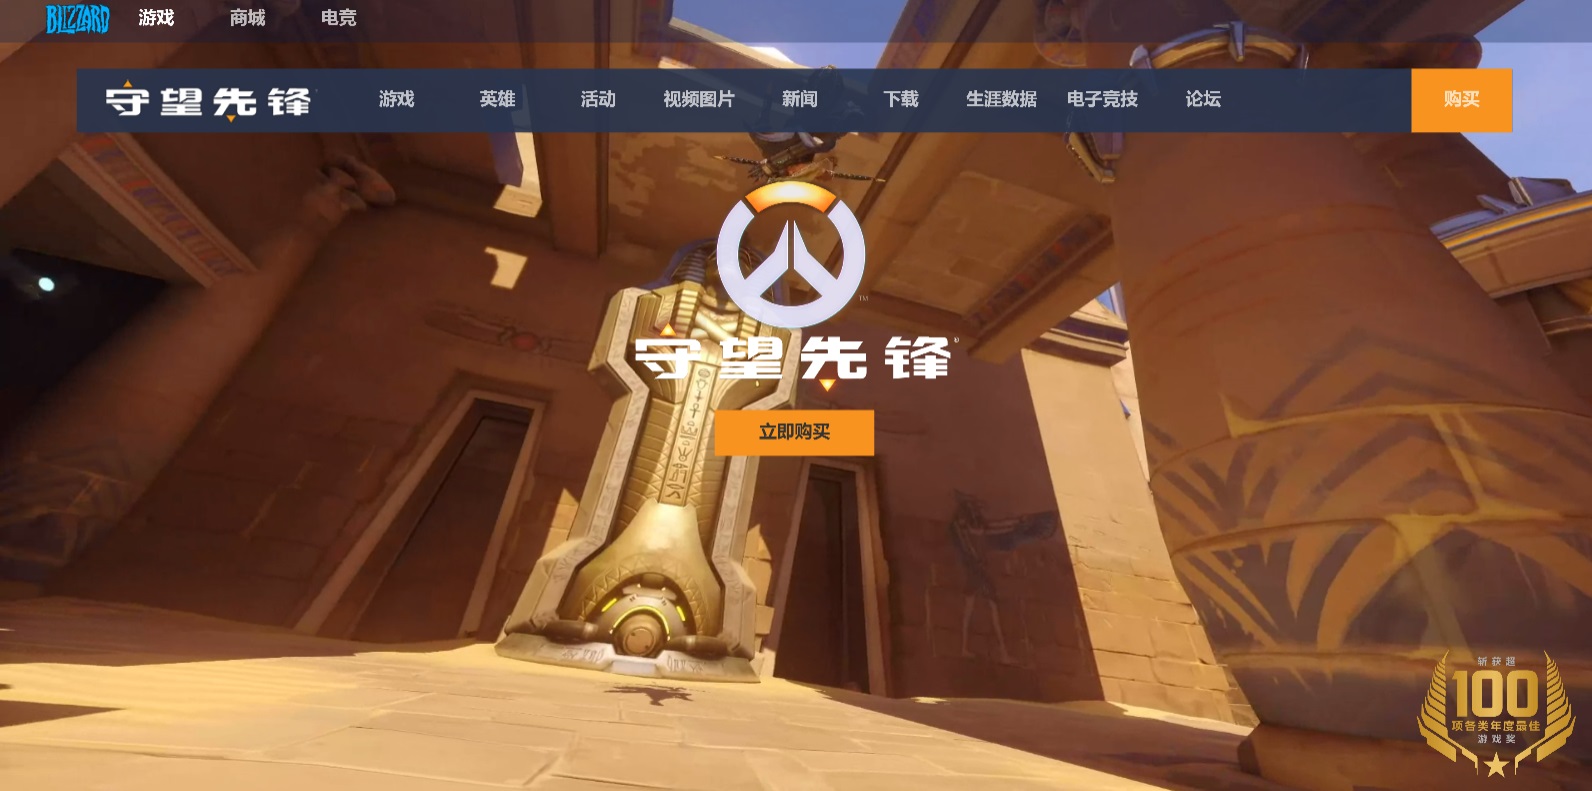 BLIZZARD 游戏 商城 电竞
守望先锋 游戏 英雄 活动 视频图片 新闻 下载 生涯数据 电子竞技 论坛 购买
TM
守望先锋®
立即购买
斩获超
100
项各类年度最佳
游戏奖